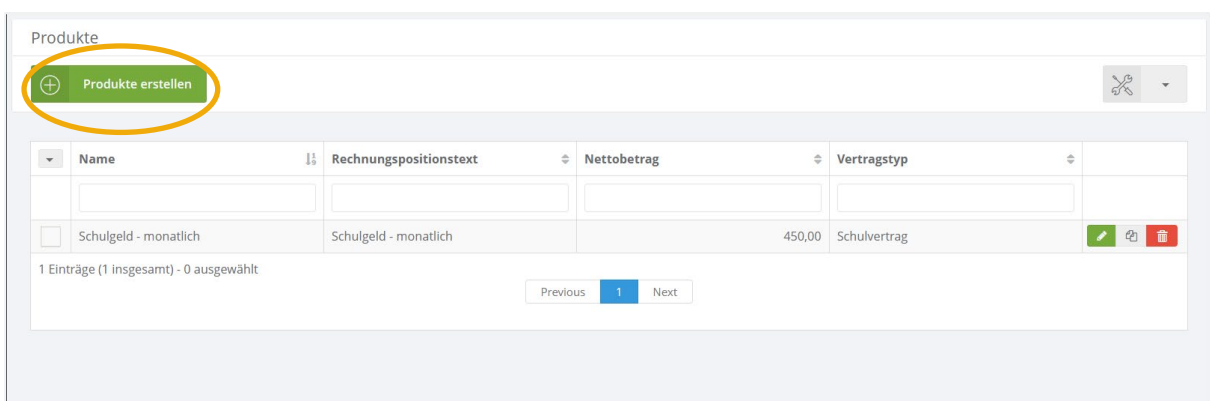 Produkte
Produkte erstellen
Name Rechnungspositionstext Nettobetrag Vertragstyp
Schulgeld - monatlich Schulgeld - monatlich 450,00 Schulvertrag
1 Einträge (1 insgesamt) - 0 ausgewählt
Previous 1 Next